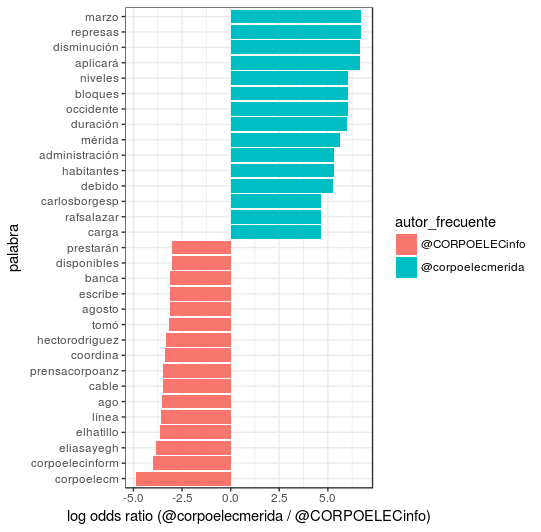 marzo
represas
disminución
aplicará
niveles
bloques
occidente
duración
mérida
administración
habitantes
debido
carlosborgesp
rafsalazar
carga
prestarán
disponibles
banca
escribe
agosto
tomó
hectorrodriguez
coordina
prensacorpoanz
cable
ago
línea
elhatillo
eliasayegh
corpoelecinform
corpoelecm
palabra
-5.0 -2.5 0.0 2.5 5.0
log odds ratio (@corpoelecmerida / @CORPOELECinfo)
autor_frecuente
@CORPOELECinfo
@corpoelecmerida